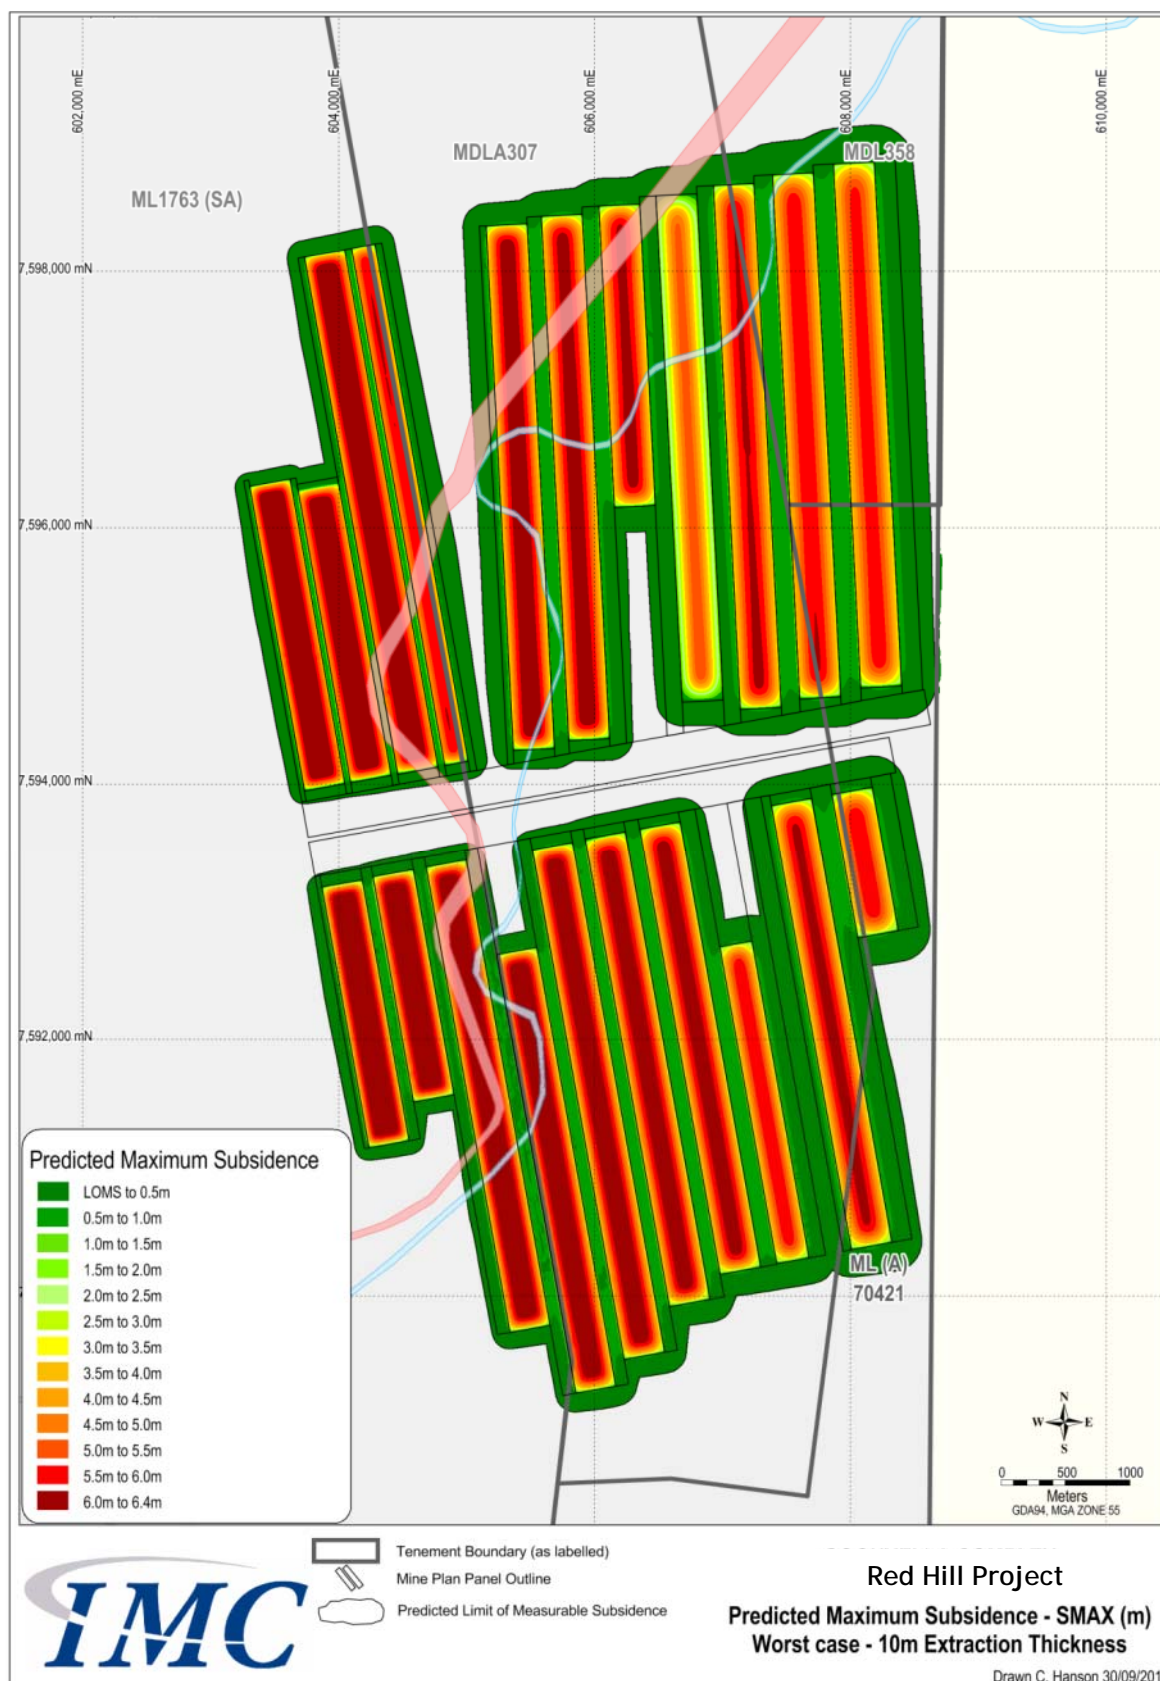 602,000 mE
604,000 mE
606,000 mE
608,000 mE
610,000 mE
MDLA307
MDL358
ML1763 (SA)
7,598,000 mN
7,596,000 mN
7,594,000 mN
7,592,000 mN
Predicted Maximum Subsidence
LOMS to 0.5m
0.5m to 1.0m
1.0m to 1.5m
1.5m to 2.0m
2.0m to 2.5m
2.5m to 3.0m
3.0m to 3.5m
3.5m to 4.0m
4.0m to 4.5m
4.5m to 5.0m
5.0m to 5.5m
5.5m to 6.0m
6.0m to 6.4m
ML (A)
70421
N
W E
S
0 500 1000
Meters
GDA94, MGA ZONE 55
IMC
Tenement Boundary (as labelled)
Mine Plan Panel Outline
Predicted Limit of Measurable Subsidence
Red Hill Project
Predicted Maximum Subsidence - SMAX (m)
Worst case - 10m Extraction Thickness
Drawn C. Hanson 30/09/201